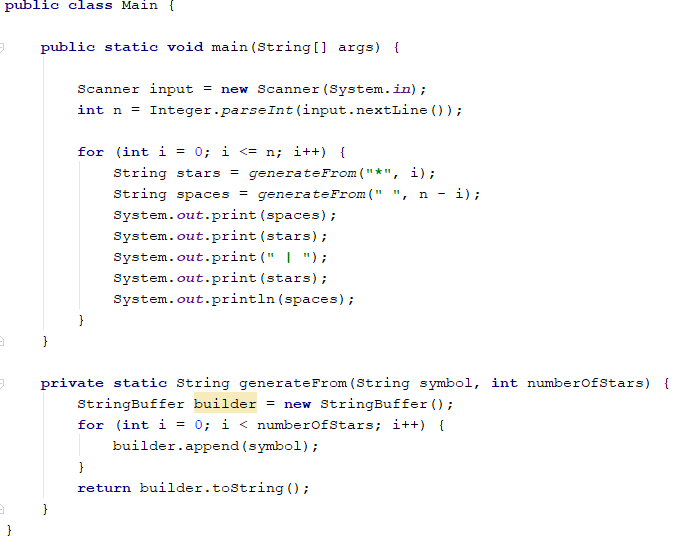 public class Main {
public static void main(String[] args) {
Scanner input = new Scanner(System.in);
int n = Integer.parseInt(input.nextLine());
for (int i = 0; i <= n; i++) {
String stars = generateFrom("*", i);
String spaces = generateFrom(" ", n - i);
System.out.print(spaces);
System.out.print(stars);
System.out.print(" | ");
System.out.print(stars);
System.out.println(spaces);
}
}
private static String generateFrom(String symbol, int numberOfStars) {
StringBuffer builder = new StringBuffer();
for (int i = 0; i < numberOfStars; i++) {
builder.append(symbol);
}
return builder.toString();
}
}